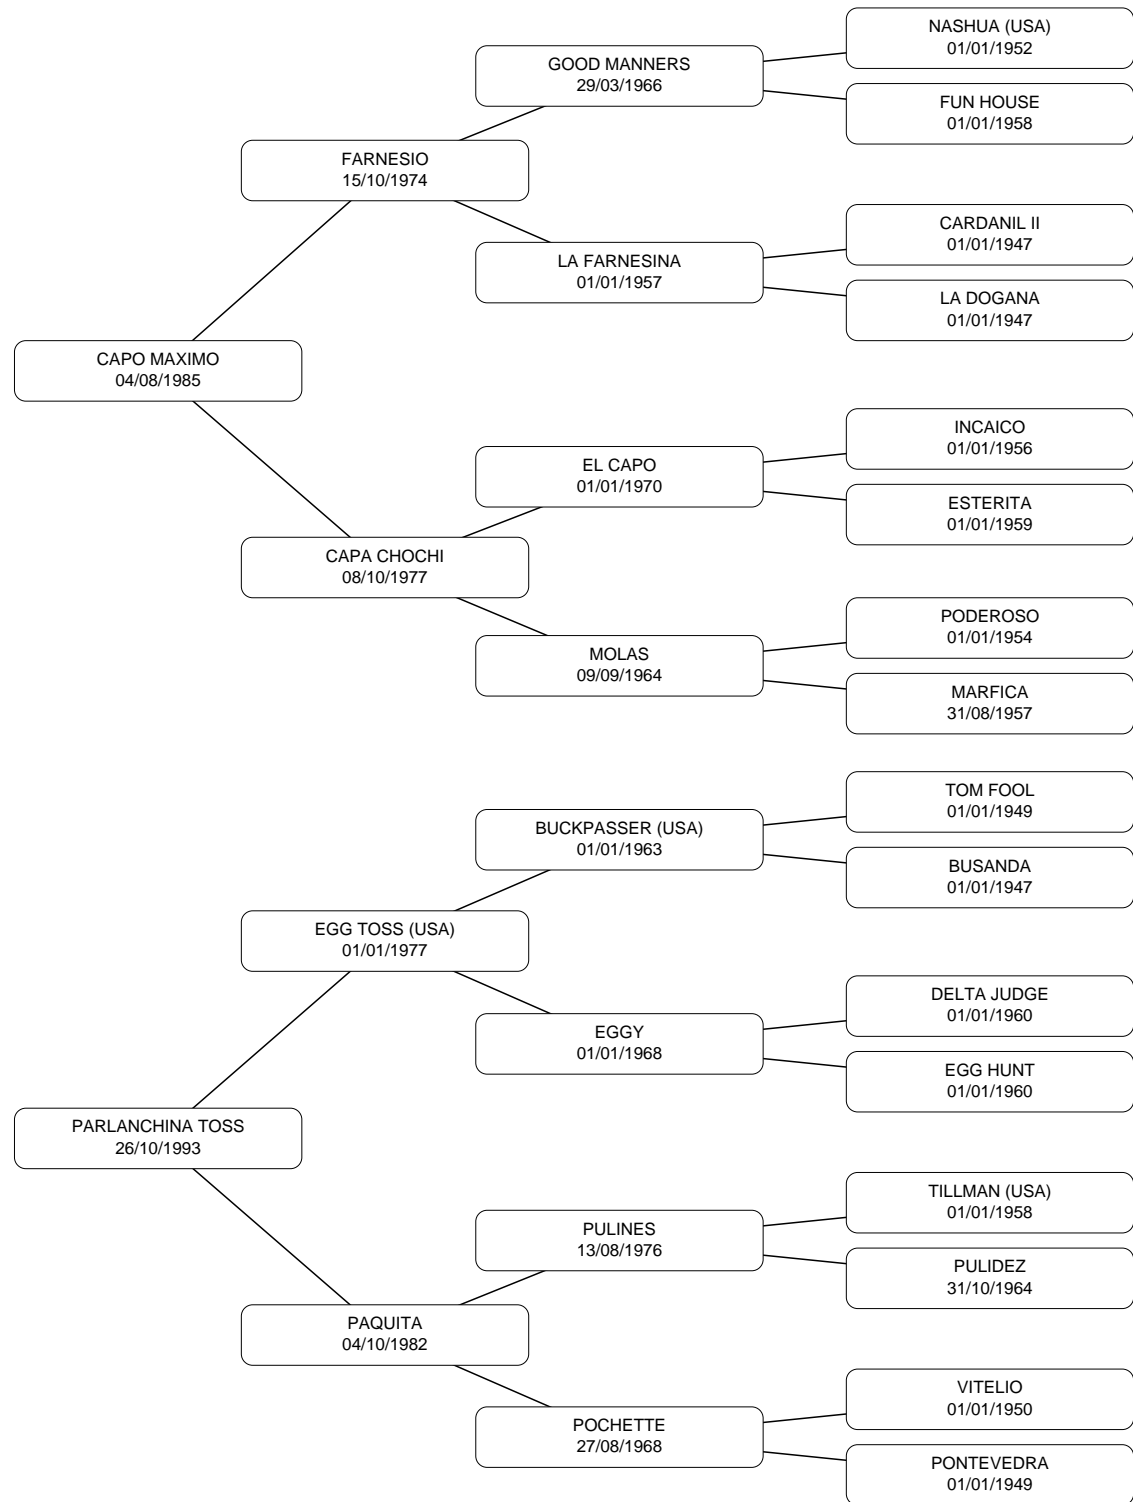 NASHUA (USA)
01/01/1952
GOOD MANNERS
29/03/1966
FUN HOUSE
01/01/1958
FARNESIO
15/10/1974
CARDANIL II
01/01/1947
LA FARNESINA
01/01/1957
LA DOGANA
01/01/1947
CAPO MAXIMO
04/08/1985
INCAICO
01/01/1956
EL CAPO
01/01/1970
ESTERITA
01/01/1959
CAPA CHOCHI
08/10/1977
PODEROSO
01/01/1954
MOLAS
09/09/1964
MARFICA
31/08/1957
TOM FOOL
01/01/1949
BUCKPASSER (USA)
01/01/1963
BUSANDA
01/01/1947
EGG TOSS (USA)
01/01/1977
DELTA JUDGE
01/01/1960
EGGY
01/01/1968
EGG HUNT
01/01/1960
PARLANCHINA TOSS
26/10/1993
TILLMAN (USA)
01/01/1958
PULINES
13/08/1976
PULIDEZ
31/10/1964
PAQUITA
04/10/1982
VITELIO
01/01/1950
POCHETTE
27/08/1968
PONTEVEDRA
01/01/1949